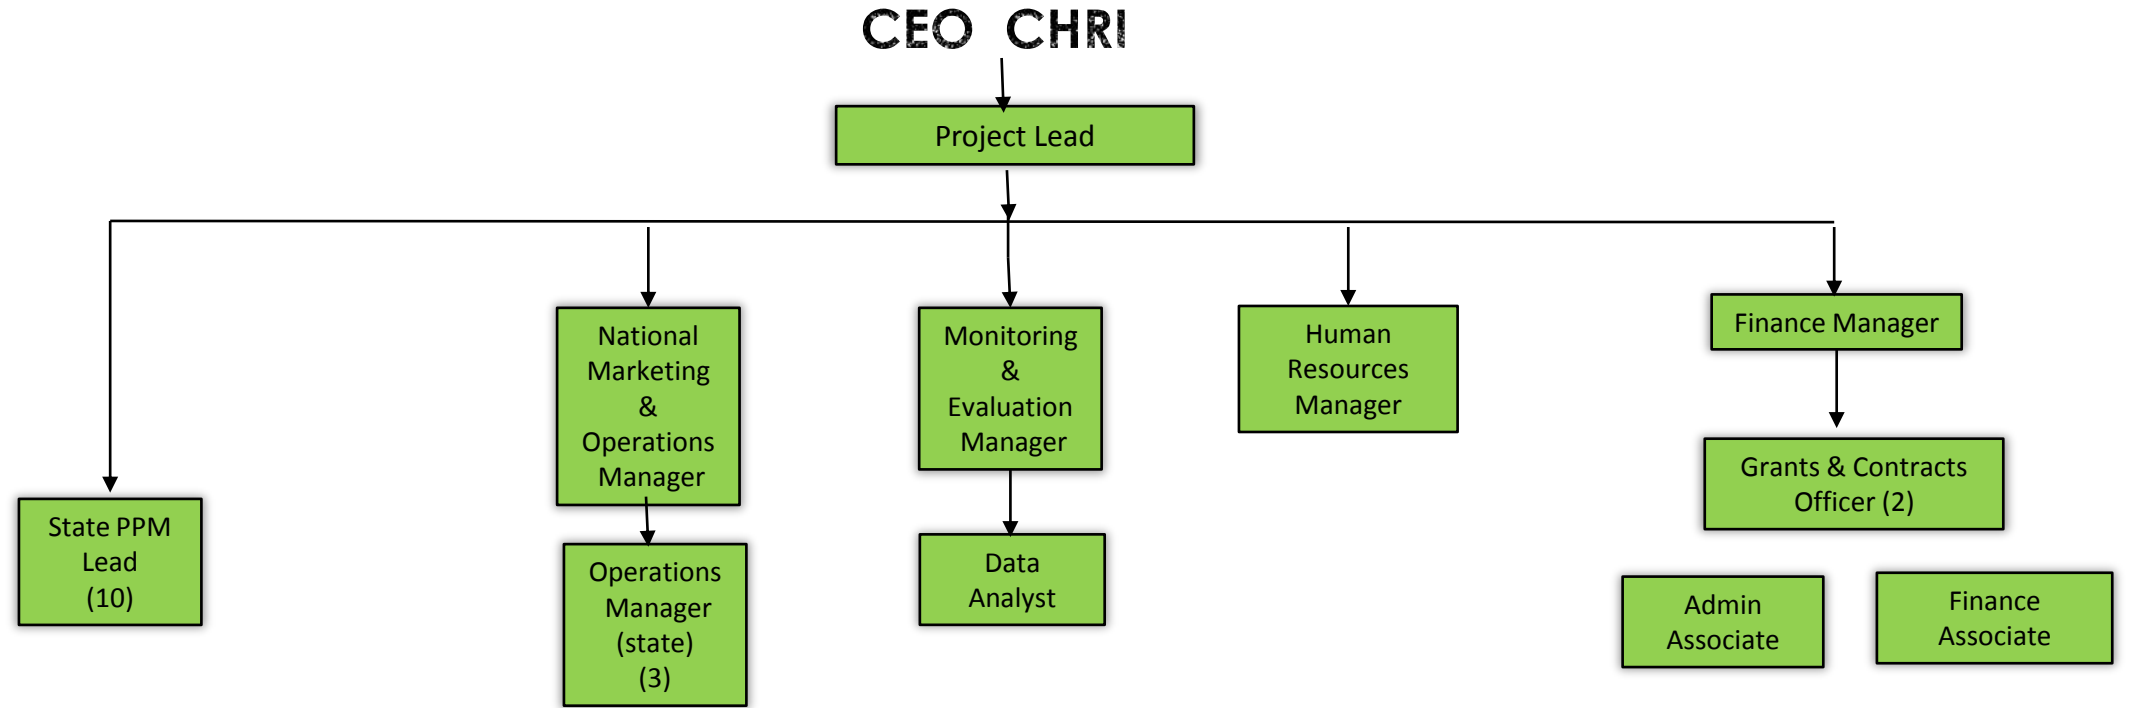 CEO CHRI
Project Lead
National
Marketing
&
Operations
Manager
Monitoring
&
Evaluation
Manager
Human
Resources
Manager
Finance Manager
State PPM
Lead
(10)
Operations
Manager
(state)
(3)
Data
Analyst
Grants & Contracts
Officer (2)
Admin
Associate
Finance
Associate